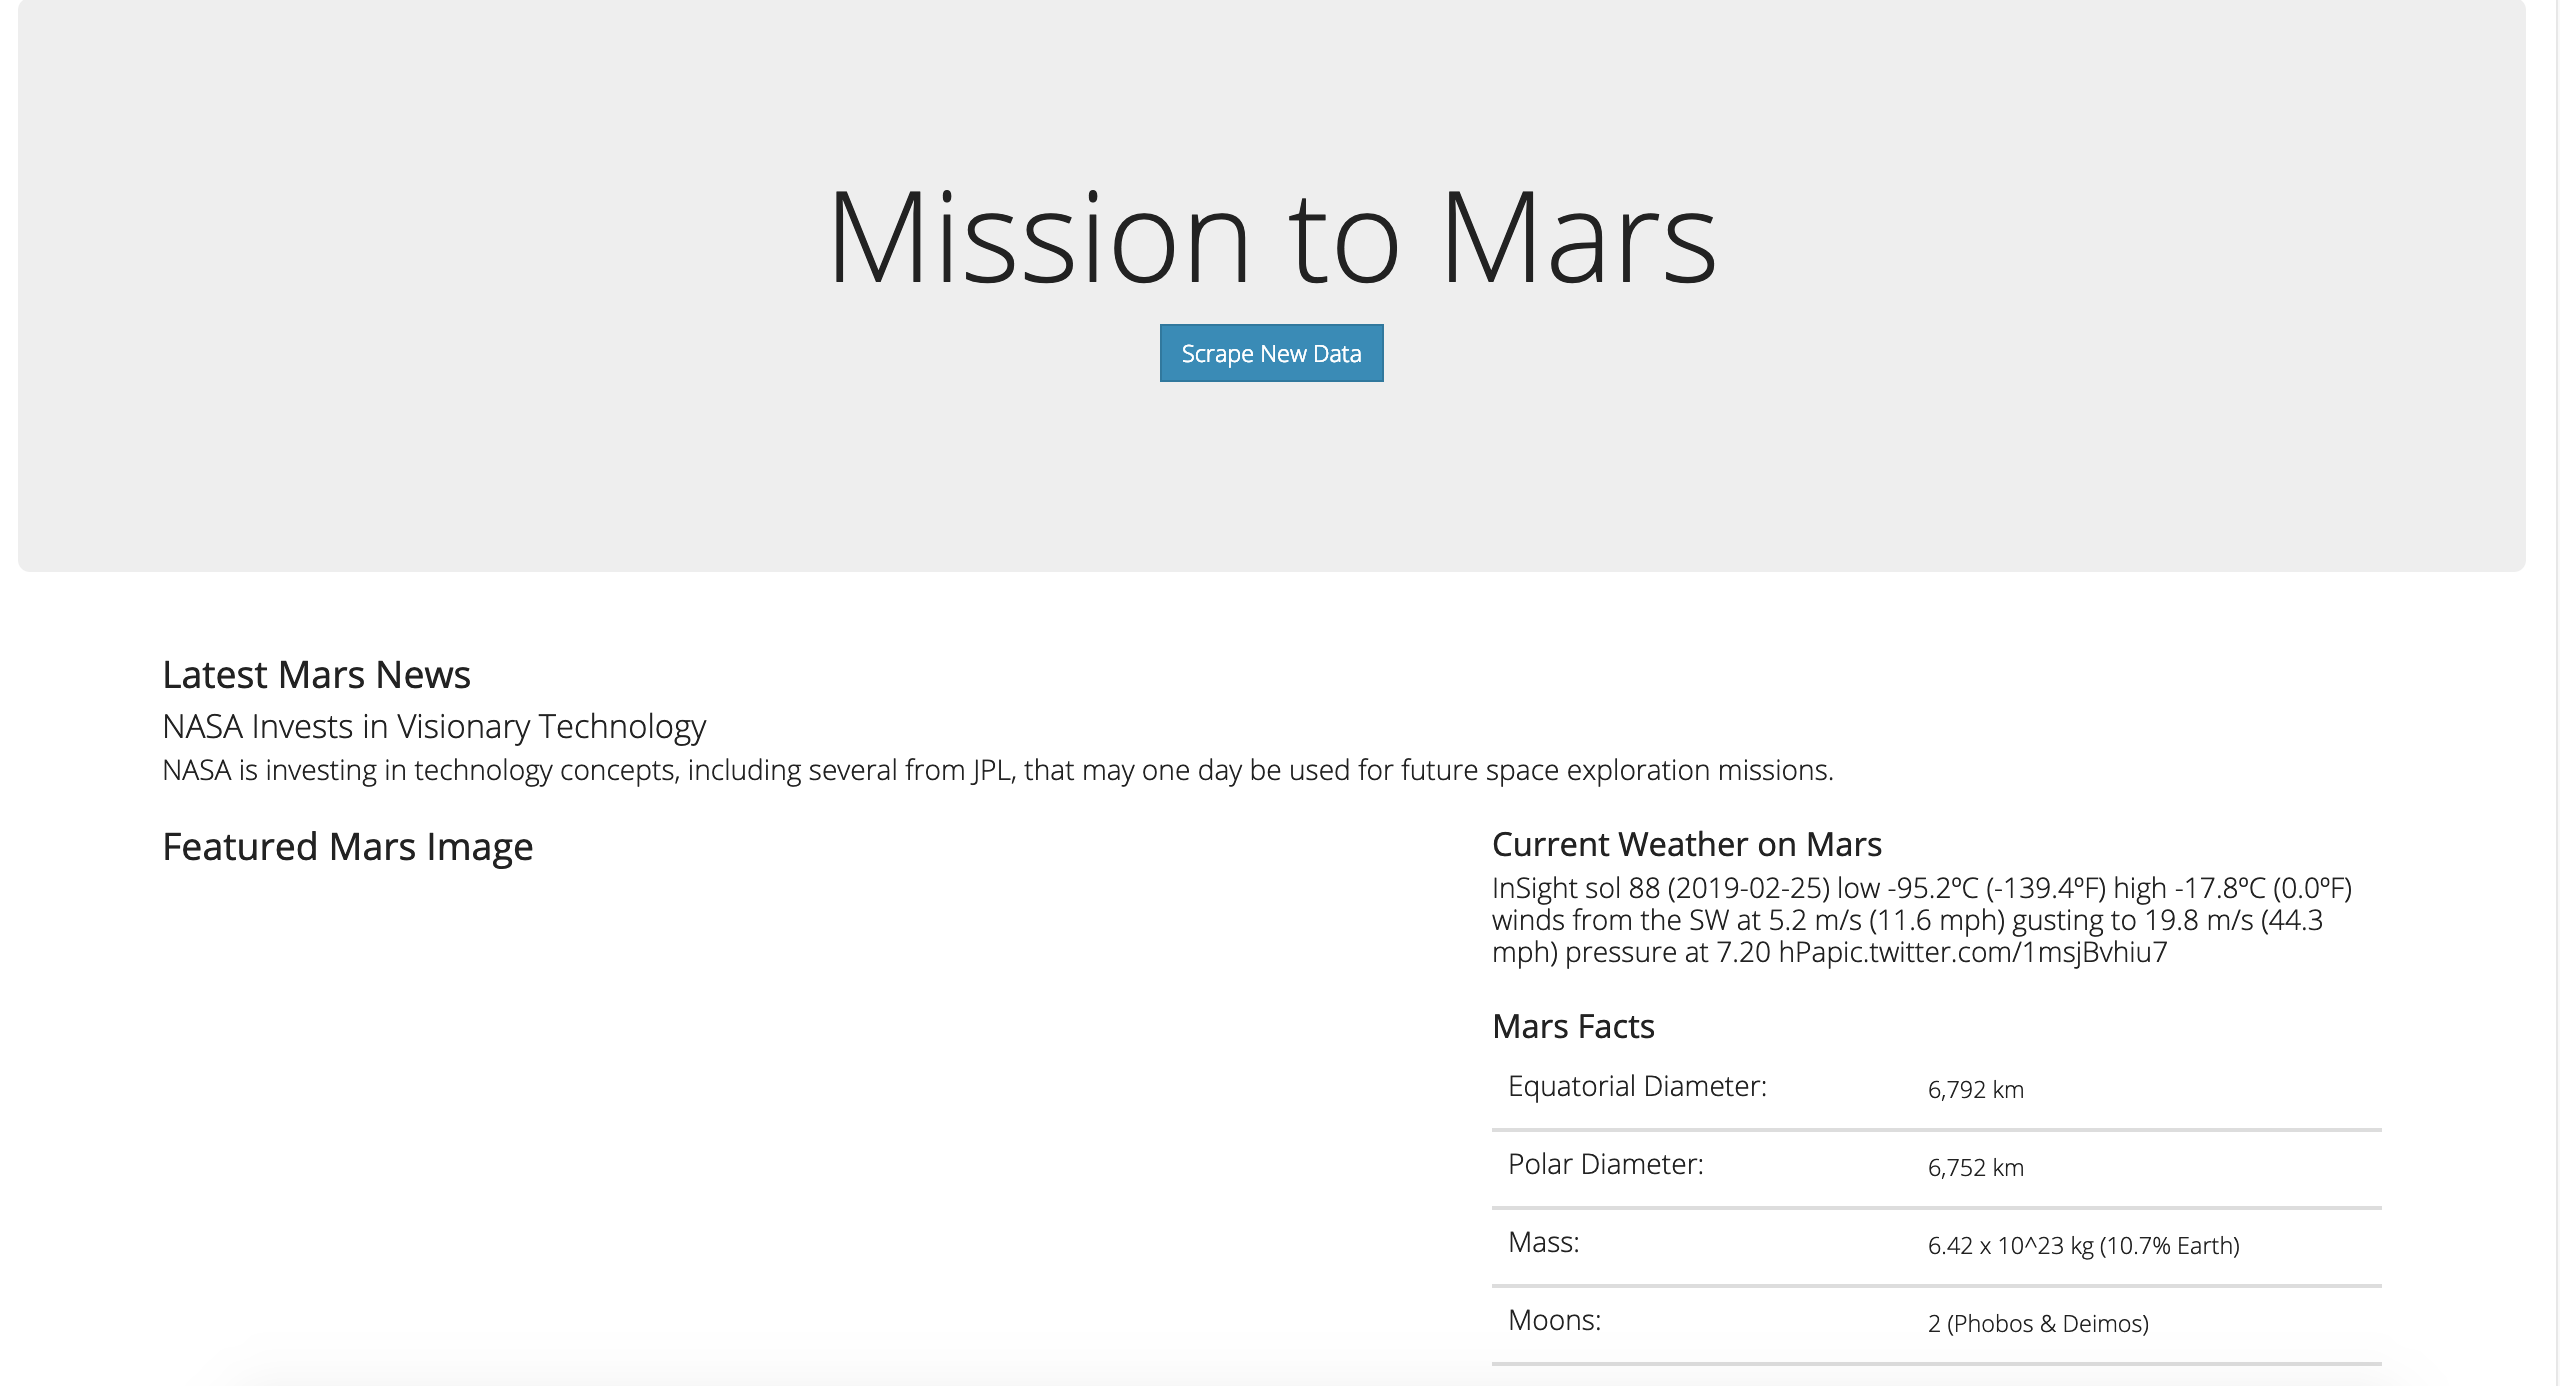 Mission to Mars
Scrape New Data
Latest Mars News
NASA Invests in Visionary Technology
NASA is investing in technology concepts, including several from JPL, that may one day be used for future space exploration missions.
Featured Mars Image
Current Weather on Mars
InSight sol 88 (2019-02-25) low -95.2ºC (-139.4ºF) high -17.8ºC (0.0ºF)
winds from the SW at 5.2 m/s (11.6 mph) gusting to 19.8 m/s (44.3
mph) pressure at 7.20 hPapic.twitter.com/1msjBvhiu7
Mars Facts
Equatorial Diameter: 6,792 km
Polar Diameter: 6,752 km
Mass: 6.42 x 10^23 kg (10.7% Earth)
Moons: 2 (Phobos & Deimos)